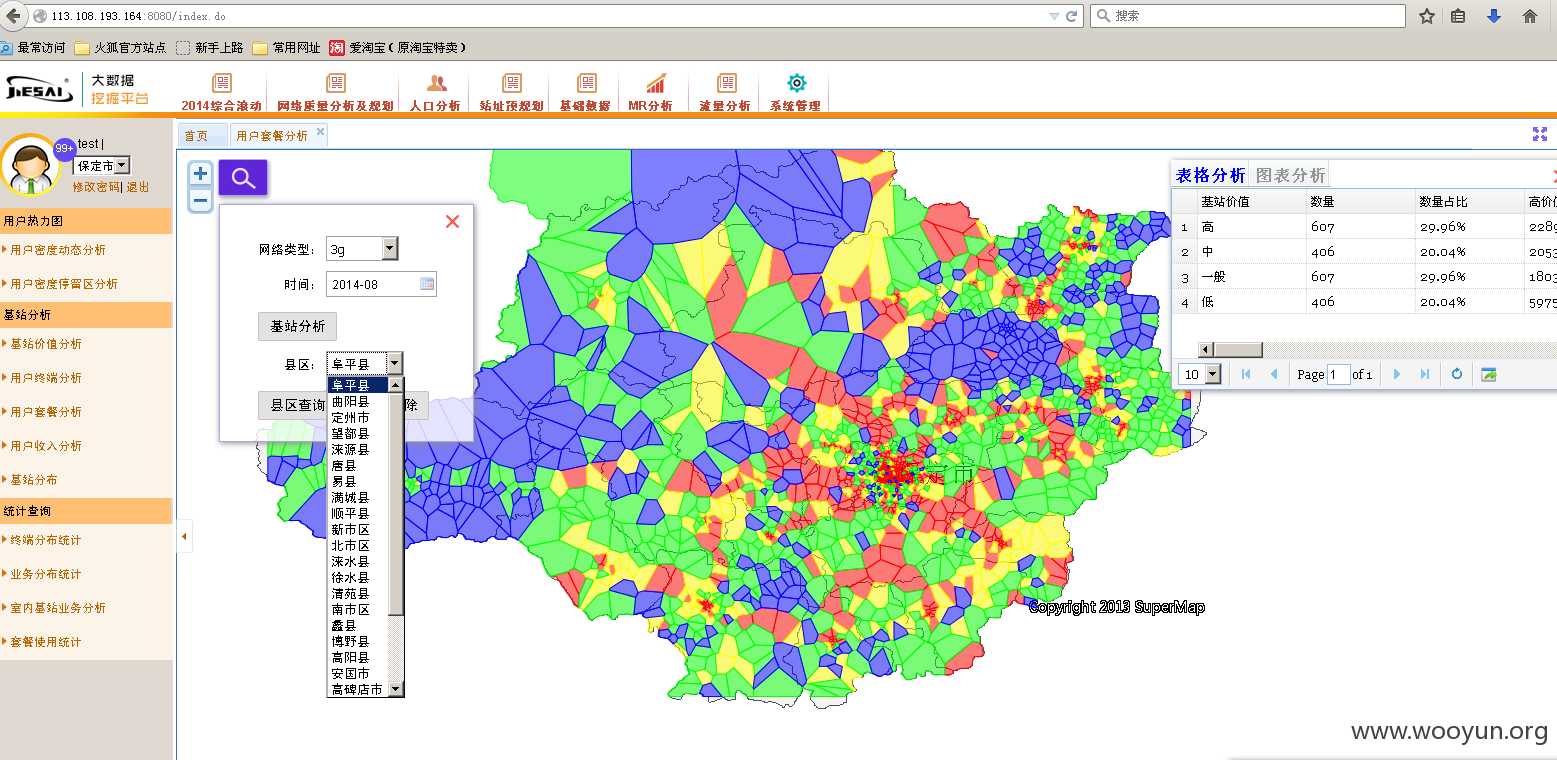 113.108.193.164:8080/index.do
搜索
最常访问 火狐官方站点 新手上路 常用网址 淘 爱淘宝（原淘宝特卖）
JIESAI 大数据
挖掘平台
2014综合滚动 网络质量分析及规划 人口分析 站址预规划 基础数据 MR分析 流量分析 系统管理
首页 用户套餐分析
99+ test |
保定市
修改密码| 退出
用户热力图
用户密度动态分析
用户密度停留区分析
基站分析
基站价值分析
用户终端分析
用户套餐分析
用户收入分析
基站分布
统计查询
终端分布统计
业务分布统计
室内基站业务分析
套餐使用统计
网络类型： 3g
时间： 2014-08
基站分析
县区： 阜平县
县区查询 除
阜平县
曲阳县
定州市
望都县
涞源县
唐县
易县
满城县
顺平县
新市区
北市区
涞水县
徐水县
清苑县
南市区
蠡县
博野县
高阳县
安国市
高碑店市
表格分析 图表分析
基站价值 数量 数量占比 高价值
1 高 607 29.96% 2289
2 中 406 20.04% 2053
3 一般 607 29.96% 1803
4 低 406 20.04% 5975
10 Page 1 of 1
市
Copyright 2013 SuperMap
www.wooyun.org